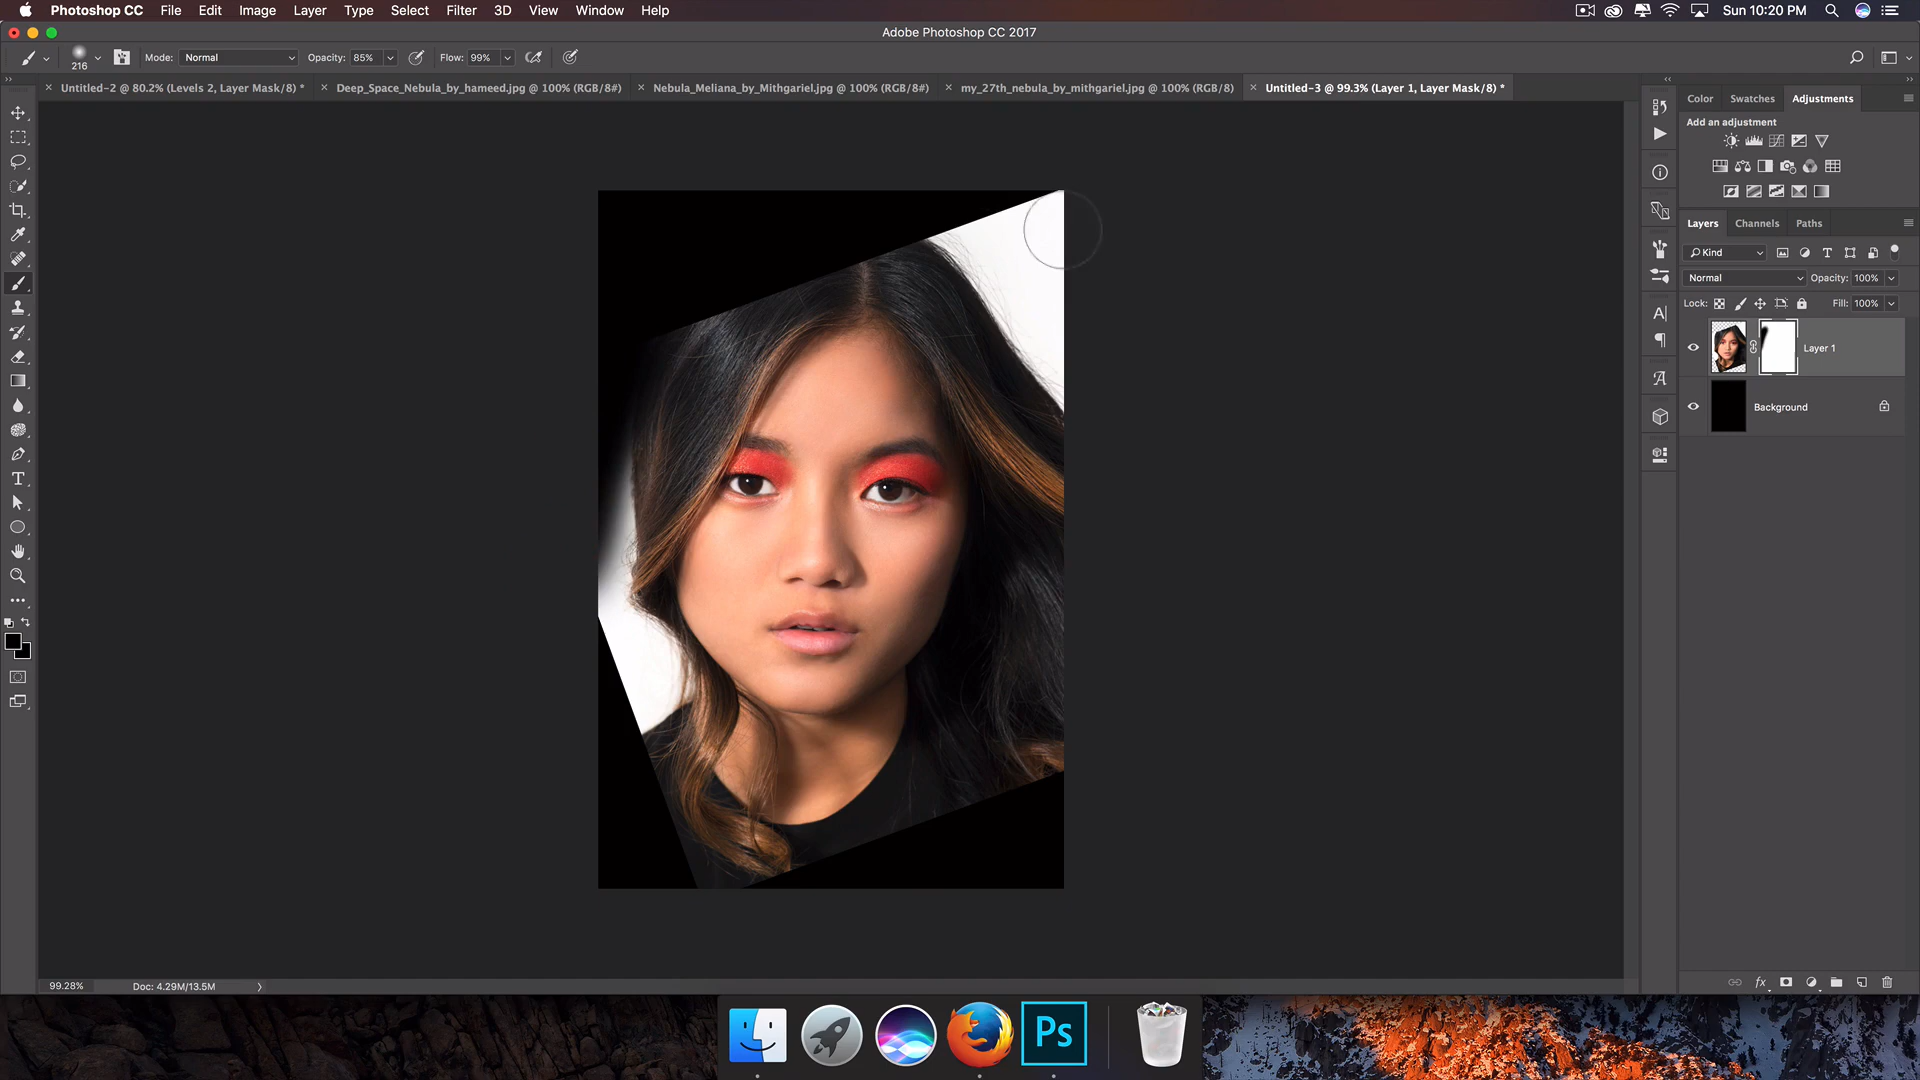 Photoshop CC File Edit Image Layer Type Select Filter 3D View Window Help Sun 10:20 PM
Adobe Photoshop CC 2017
216 Mode: Normal Opacity: 85% Flow: 99%
Untitled-2 @ 80.2% (Levels 2, Layer Mask/8) * Deep_Space_Nebula_by_hameed.jpg @ 100% (RGB/8#) Nebula_Meliana_by_Mithgariel.jpg @ 100% (RGB/8#) my_27th_nebula_by_mithgariel.jpg @ 100% (RGB/8) Untitled-3 @ 99.3% (Layer 1, Layer Mask/8) *
Color Swatches Adjustments
Add an adjustment
Layers Channels Paths
Kind
Normal Opacity: 100%
Lock: Fill: 100%
Layer 1
Background
fx
99.28% Doc: 4.29M/13.5M
Ps